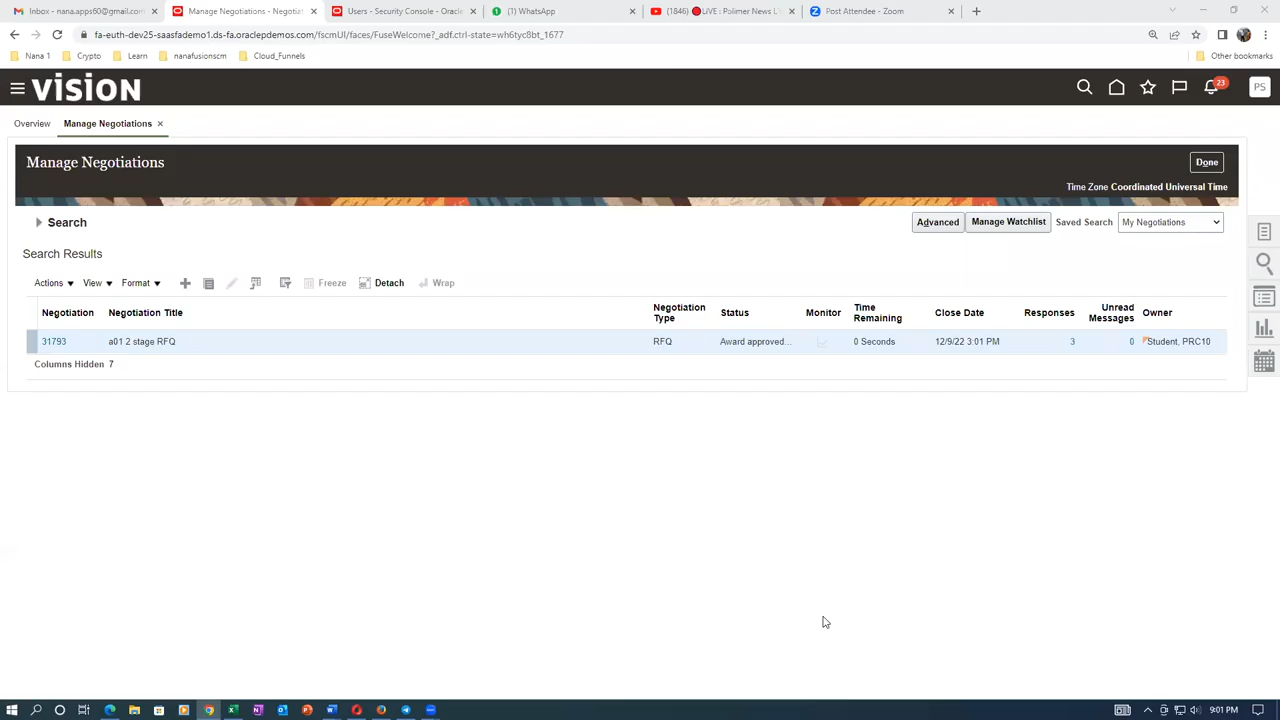 Inbox - nana.apps60@gmail.com
Manage Negotiations - Negotiati
Users - Security Console - Oracle
(1) WhatsApp
(1846) 🔴LIVE : Polimer News L
Post Attendee - Zoom
fa-euth-dev25-saasfademo1.ds-fa.oraclepdemos.com/fscmUI/faces/FuseWelcome?_adf.ctrl-state=wh6tyc8bt_1677
Nana 1 Crypto Learn nanafusionscm Cloud_Funnels Other bookmarks
VISION 23 PS
Overview Manage Negotiations
Manage Negotiations Done
Time Zone Coordinated Universal Time
Search Advanced Manage Watchlist Saved Search My Negotiations
Search Results
Actions View Format Freeze Detach Wrap
Negotiation Negotiation Title Negotiation Type Status Monitor Time Remaining Close Date Responses Unread Messages Owner
31793 a01 2 stage RFQ RFQ Award approved... 0 Seconds 12/9/22 3:01 PM 3 0 Student, PRC10
Columns Hidden 7
9:01 PM